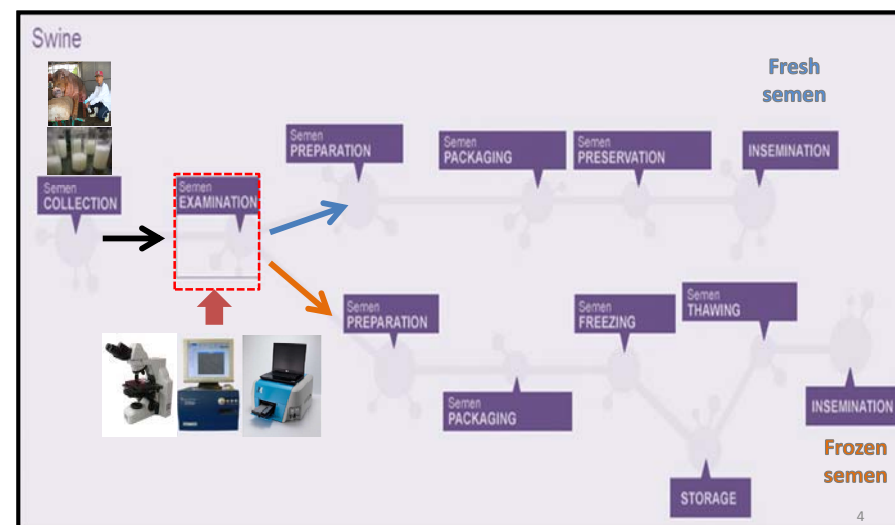 Swine
Fresh
semen
Semen
COLLECTION
Semen
EXAMINATION
Semen
PREPARATION
Semen
PACKAGING
Semen
PRESERVATION
INSEMINATION
Semen
PREPARATION
Semen
PACKAGING
Semen
FREEZING
STORAGE
Semen
THAWING
INSEMINATION
Frozen
semen
4